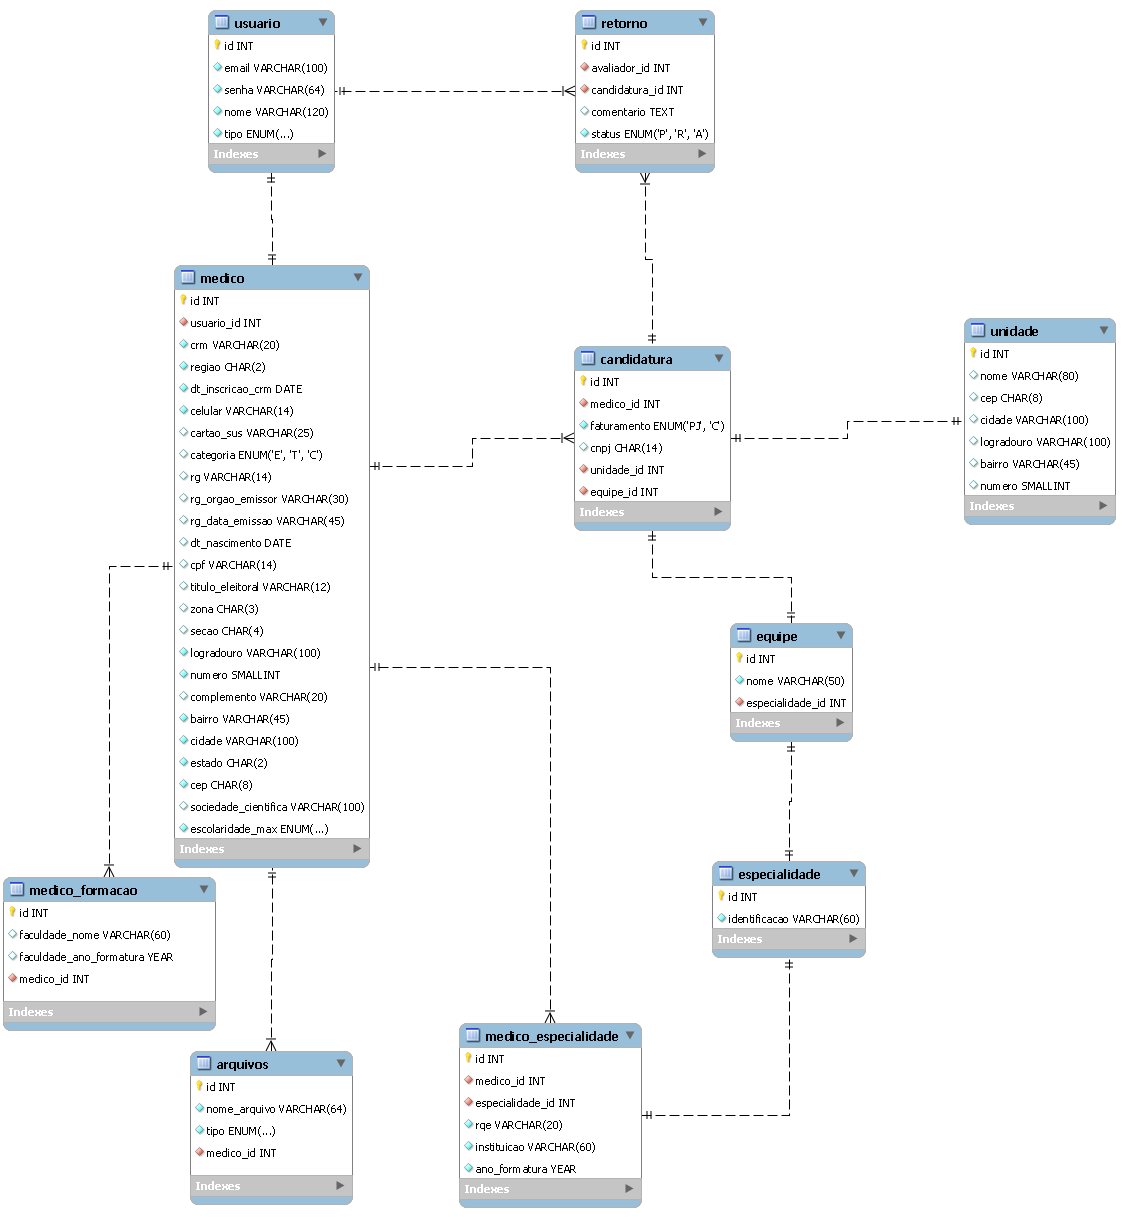 usuario
id INT
email VARCHAR(100)
senha VARCHAR(64)
nome VARCHAR(120)
tipo ENUM(...)
Indexes
retorno
id INT
avaliador_id INT
candidatura_id INT
comentario TEXT
status ENUM('P', 'R', 'A')
Indexes
medico
id INT
usuario_id INT
crm VARCHAR(20)
regiao CHAR(2)
dt_inscricao_crm DATE
celular VARCHAR(14)
cartao_sus VARCHAR(25)
categoria ENUM('E', 'T', 'C')
rg VARCHAR(14)
rg_orgao_emissor VARCHAR(30)
rg_data_emissao VARCHAR(45)
dt_nascimento DATE
cpf VARCHAR(14)
titulo_eleitoral VARCHAR(12)
zona CHAR(3)
secao CHAR(4)
logradouro VARCHAR(100)
numero SMALLINT
complemento VARCHAR(20)
bairro VARCHAR(45)
cidade VARCHAR(100)
estado CHAR(2)
cep CHAR(8)
sociedade_cientifica VARCHAR(100)
escolaridade_max ENUM(...)
Indexes
candidatura
id INT
medico_id INT
faturamento ENUM('PJ', 'C')
cnpj CHAR(14)
unidade_id INT
equipe_id INT
Indexes
unidade
id INT
nome VARCHAR(80)
cep CHAR(8)
cidade VARCHAR(100)
logradouro VARCHAR(100)
bairro VARCHAR(45)
numero SMALLINT
Indexes
equipe
id INT
nome VARCHAR(50)
especialidade_id INT
Indexes
especialidade
id INT
identificacao VARCHAR(60)
Indexes
medico_formacao
id INT
faculdade_nome VARCHAR(60)
faculdade_ano_formatura YEAR
medico_id INT
Indexes
arquivos
id INT
nome_arquivo VARCHAR(64)
tipo ENUM(...)
medico_id INT
Indexes
medico_especialidade
id INT
medico_id INT
especialidade_id INT
rqe VARCHAR(20)
instituicao VARCHAR(60)
ano_formatura YEAR
Indexes